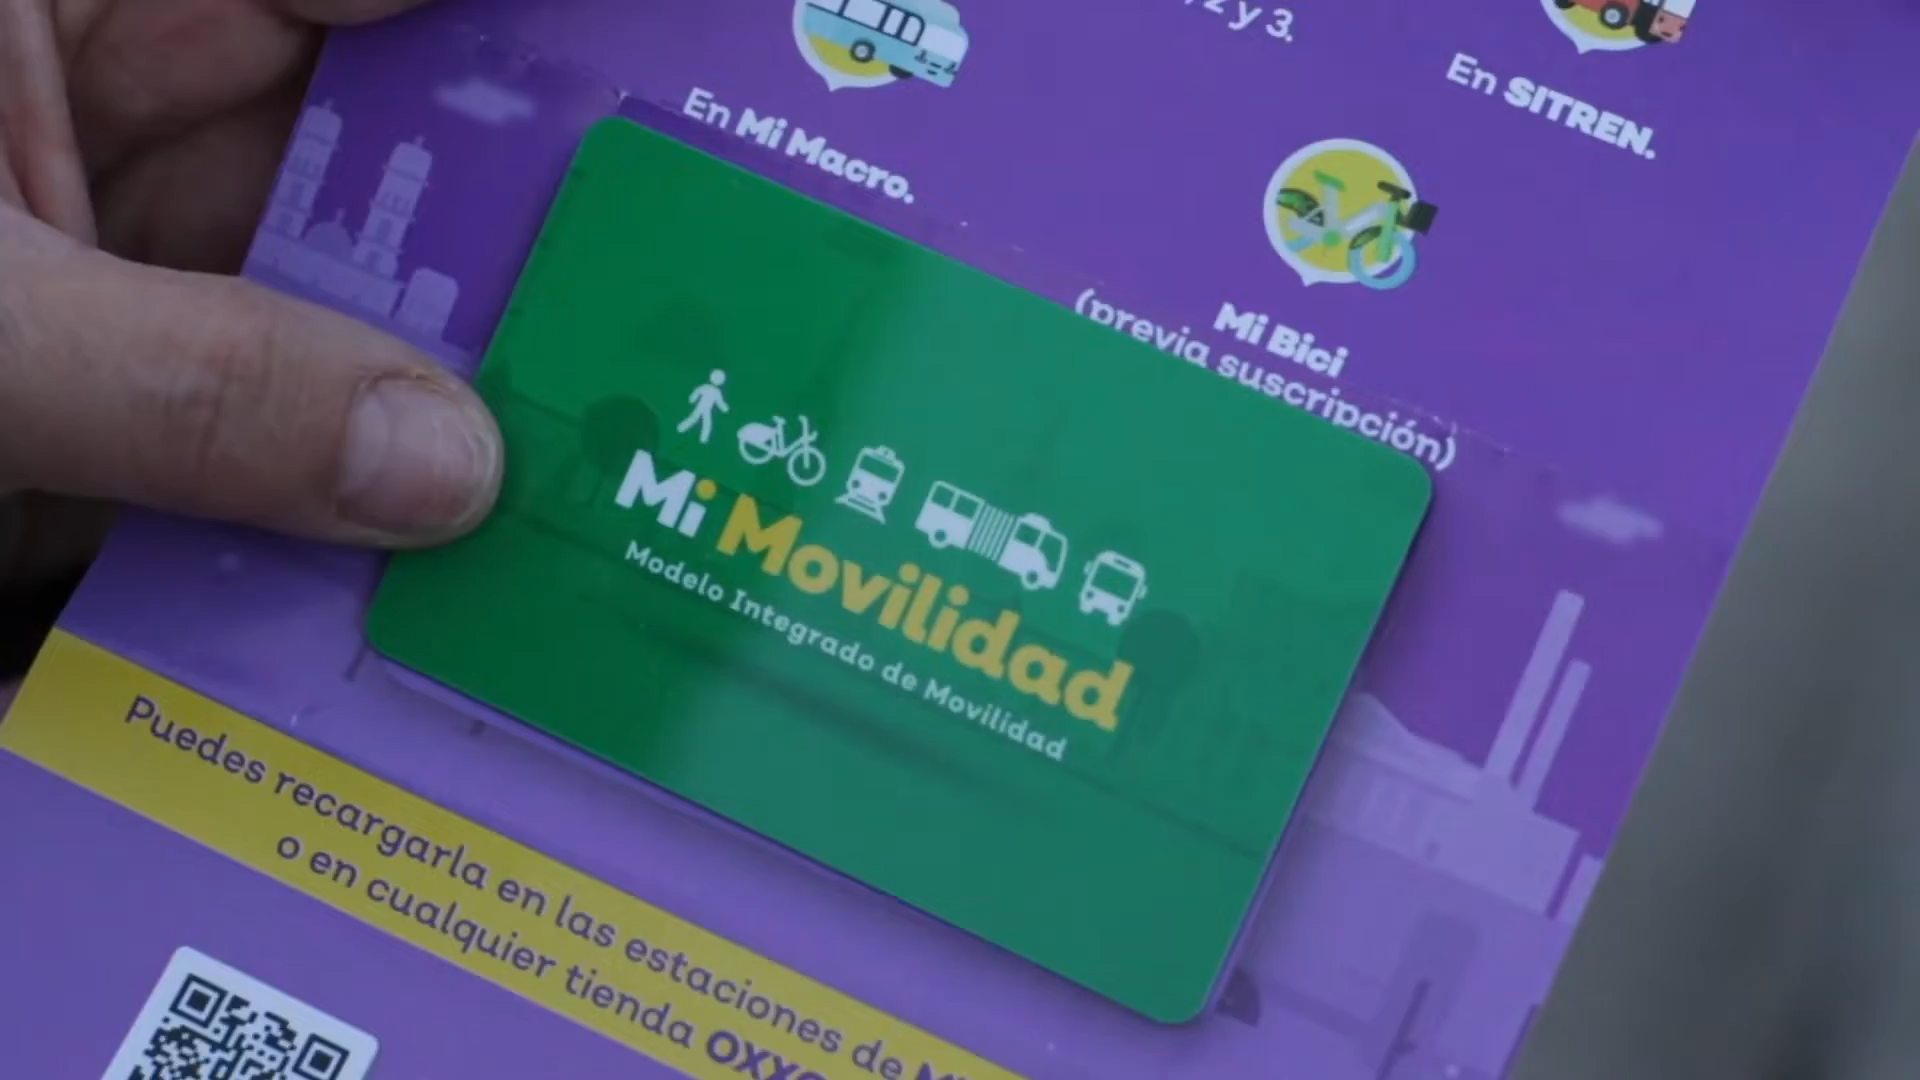 2 y 3.
En SITREN.
En Mi Macro.
Mi Bici
(previa suscripción)
Mi Movilidad
Modelo Integrado de Movilidad
Puedes recargarla en las estaciones de
o en cualquier tienda